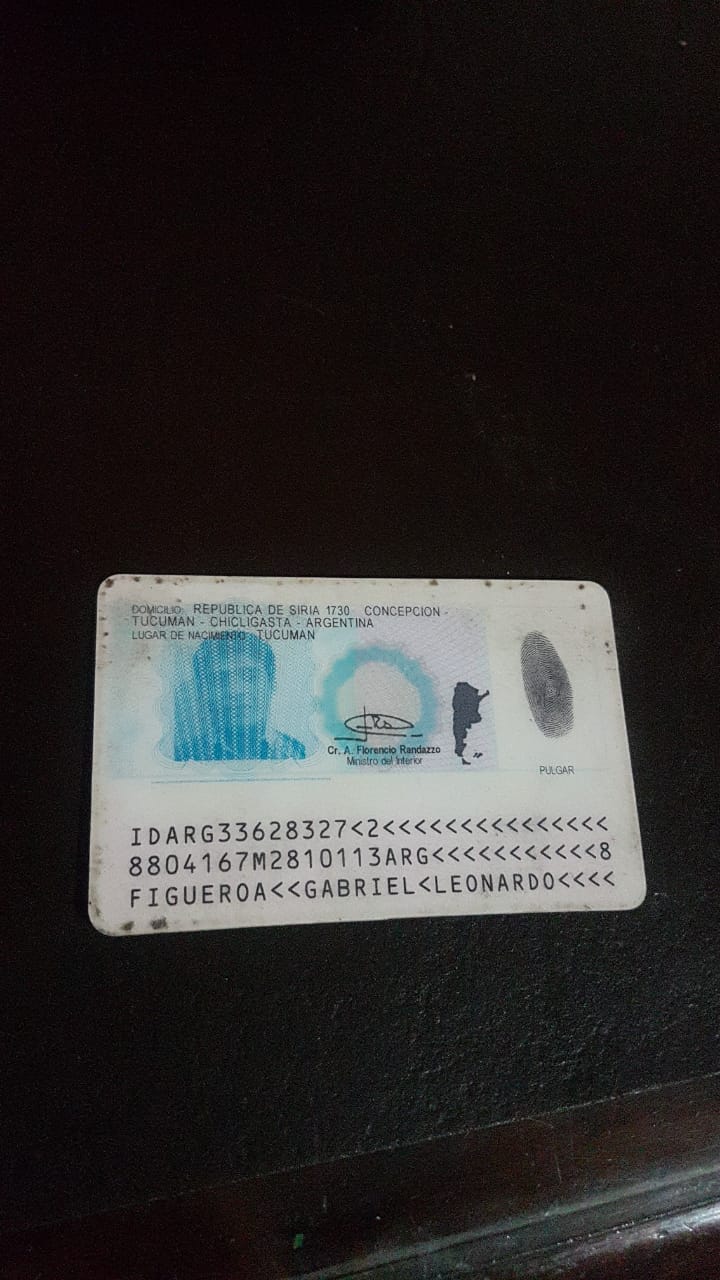 DOMICILIO: REPUBLICA DE SIRIA 1730 CONCEPCION -
TUCUMAN - CHICLIGASTA - ARGENTINA
LUGAR DE NACIMIENTO: TUCUMAN
Cr. A. Florencio Randazzo
Ministro del Interior
PULGAR
IDARG33628327<2<<<<<<<<<<<<<<<
8804167M2810113ARG<<<<<<<<<<<8
FIGUEROA<<GABRIEL<LEONARDO<<<<